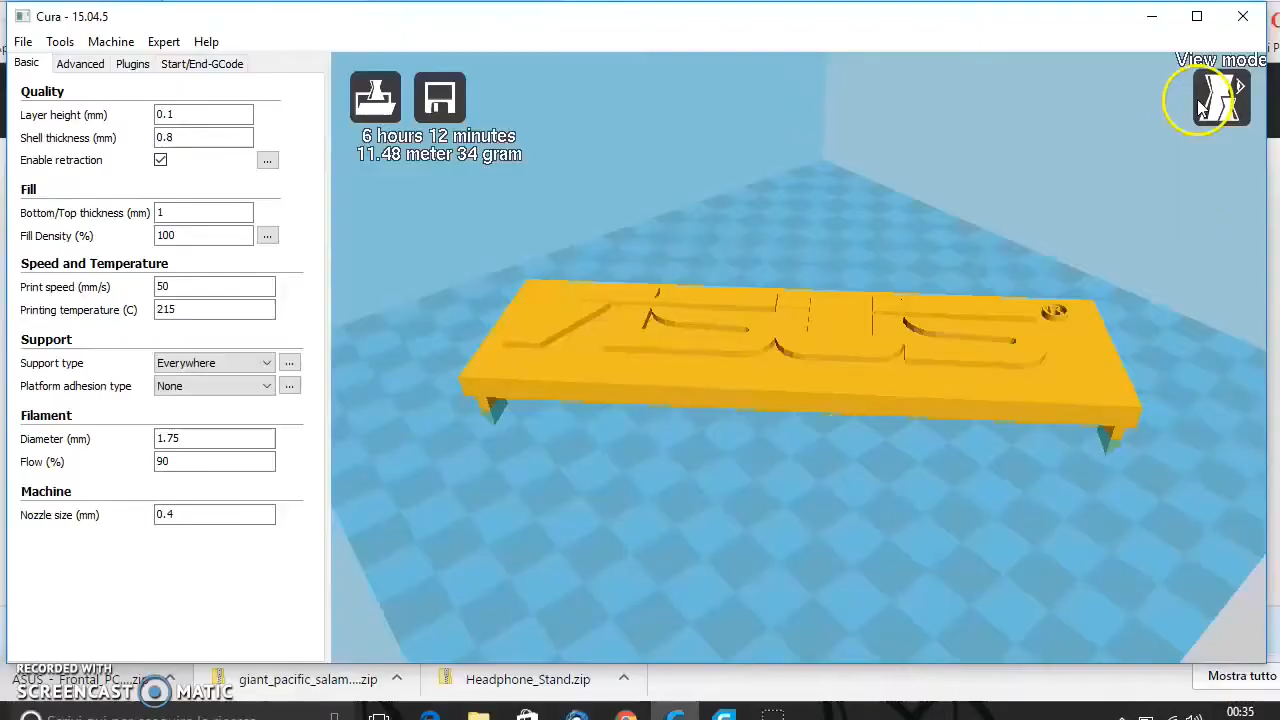 Cura - 15.04.5
File Tools Machine Expert Help
Basic Advanced Plugins Start/End-GCode
Quality
Layer height (mm) 0.1
Shell thickness (mm) 0.8
Enable retraction ...
Fill
Bottom/Top thickness (mm) 1
Fill Density (%) 100 ...
Speed and Temperature
Print speed (mm/s) 50
Printing temperature (C) 215
Support
Support type Everywhere ...
Platform adhesion type None ...
Filament
Diameter (mm) 1.75
Flow (%) 90
Machine
Nozzle size (mm) 0.4
View mode
6 hours 12 minutes
11.48 meter 34 gram
RECORDED WITH
SCREENCAST MATIC
ASUS - Frontal_PC....zip
giant_pacific_salam....zip
Headphone_Stand.zip
Mostra tutto
00:35